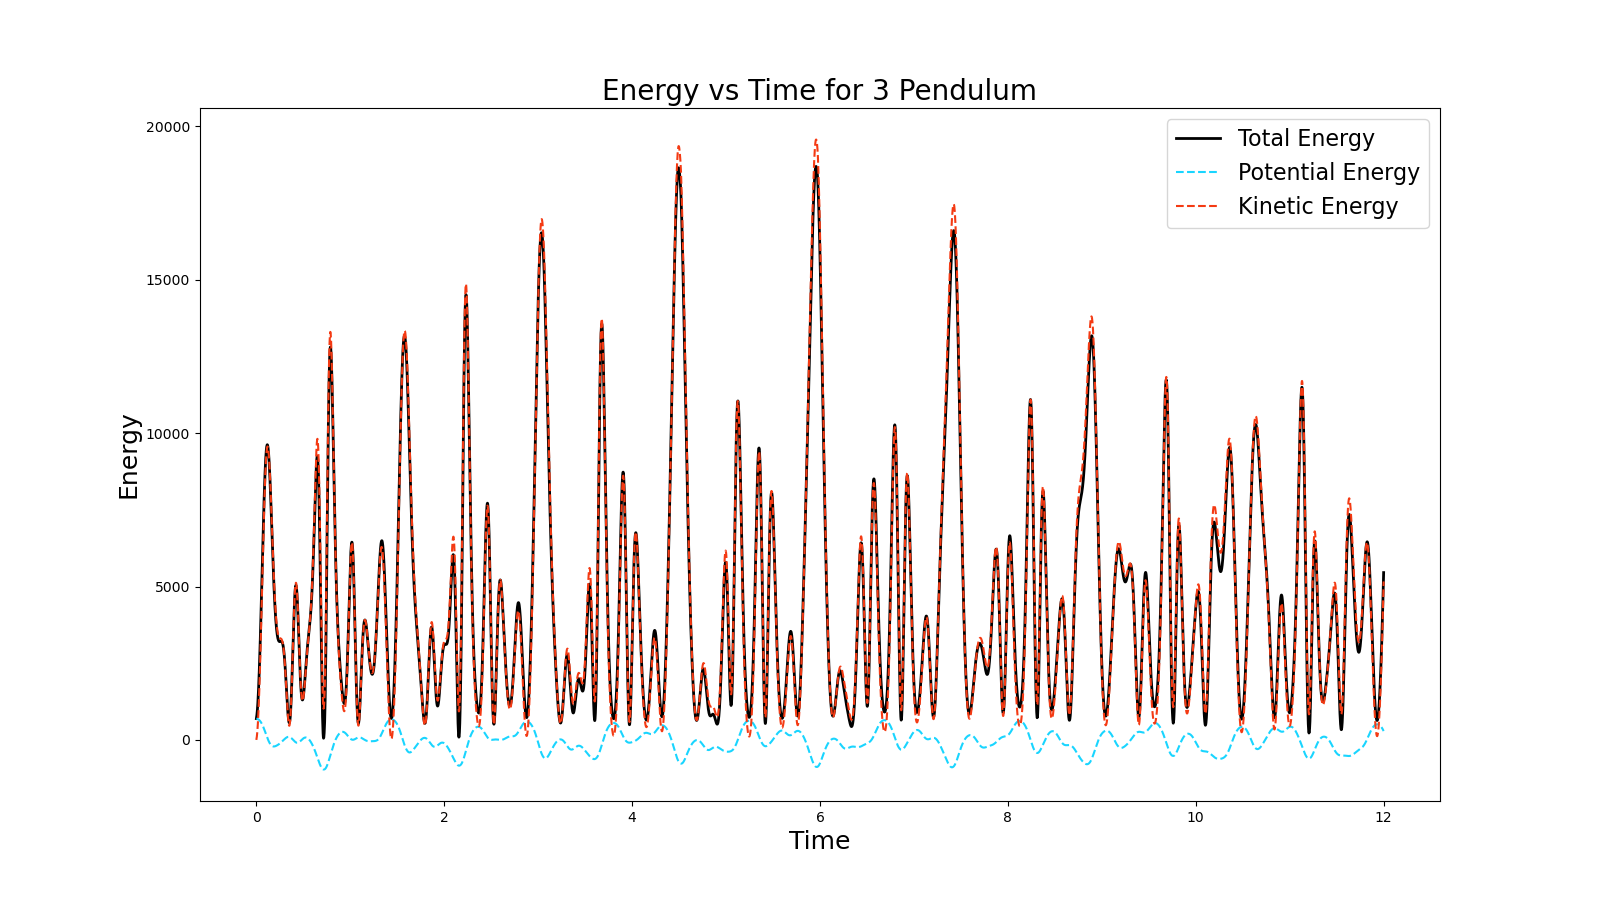 Energy vs Time for 3 Pendulum
Total Energy
Potential Energy
Kinetic Energy
Energy
20000
15000
10000
5000
0
0 2 4 6 8 10 12
Time